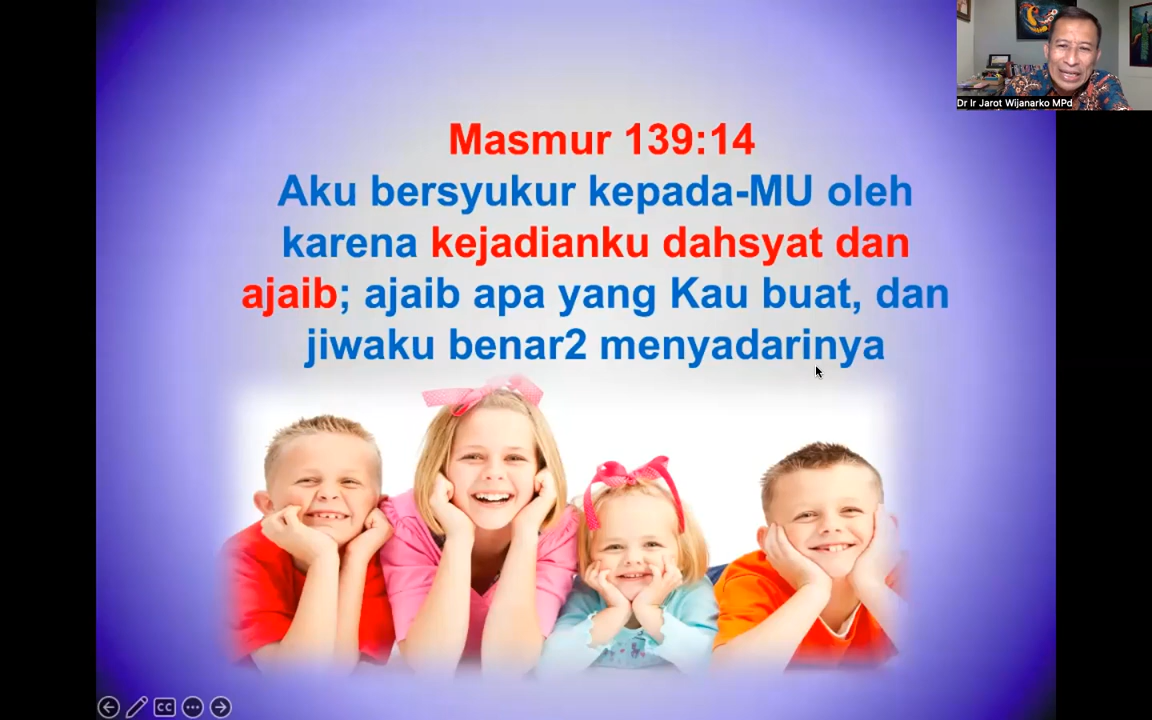 Dr Ir Jarot Wijanarko MPd
Masmur 139:14
Aku bersyukur kepada-MU oleh
karena kejadianku dahsyat dan
ajaib; ajaib apa yang Kau buat, dan
jiwaku benar2 menyadarinya
CC